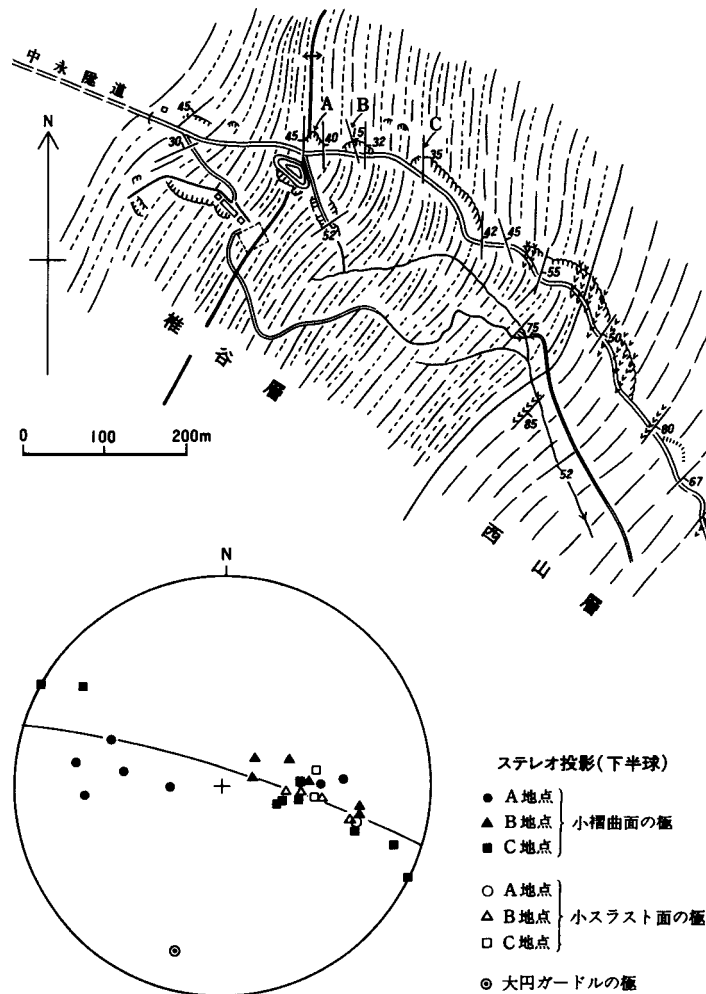 中永隧道
N
A
B
C
45
30
45
40
15
32
35
52
42
45
55
50
75
85
52
80
67
椎谷層
西山層
0 100 200m
N
ステレオ投影(下半球)
● A地点
▲ B地点 小褶曲面の極
■ C地点
○ A地点
△ B地点 小スラスト面の極
□ C地点
◎ 大円ガードルの極